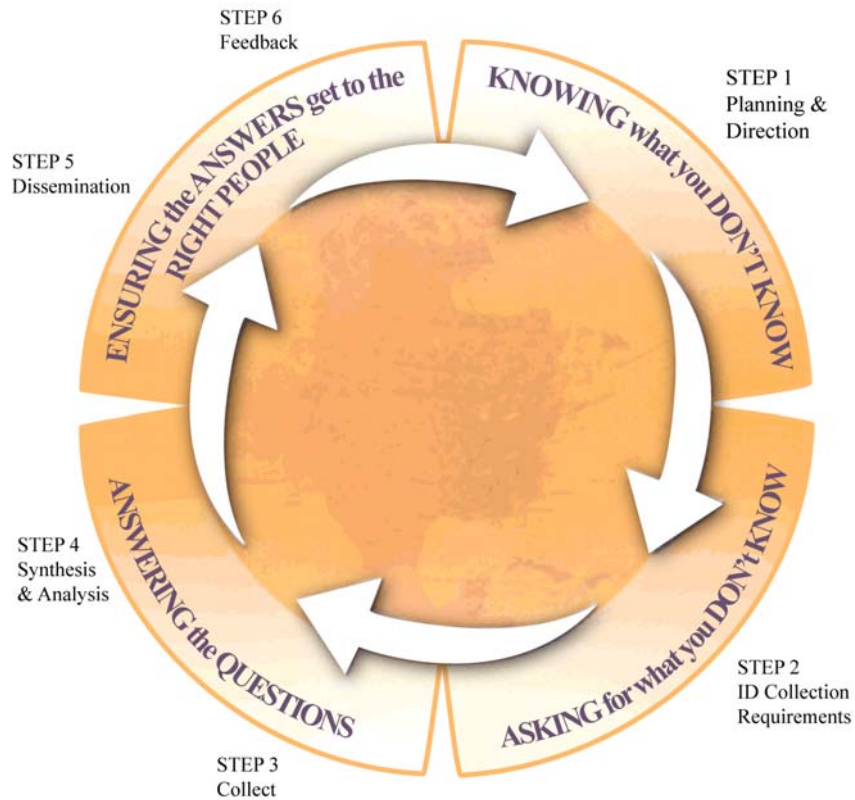 STEP 1
Planning &
Direction
KNOWING what you DON'T KNOW
STEP 2
ID Collection
Requirements
ASKING for what you DON't KNOW
STEP 3
Collect
STEP 4
Synthesis
& Analysis
ANSWERING the QUESTIONS
STEP 5
Dissemination
STEP 6
Feedback
ENSURING the ANSWERS get to the
RIGHT PEOPLE